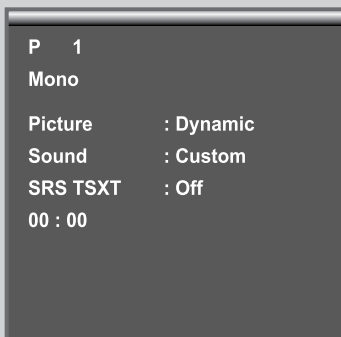 P 1
Mono
Picture : Dynamic
Sound : Custom
SRS TSXT : Off
00 : 00